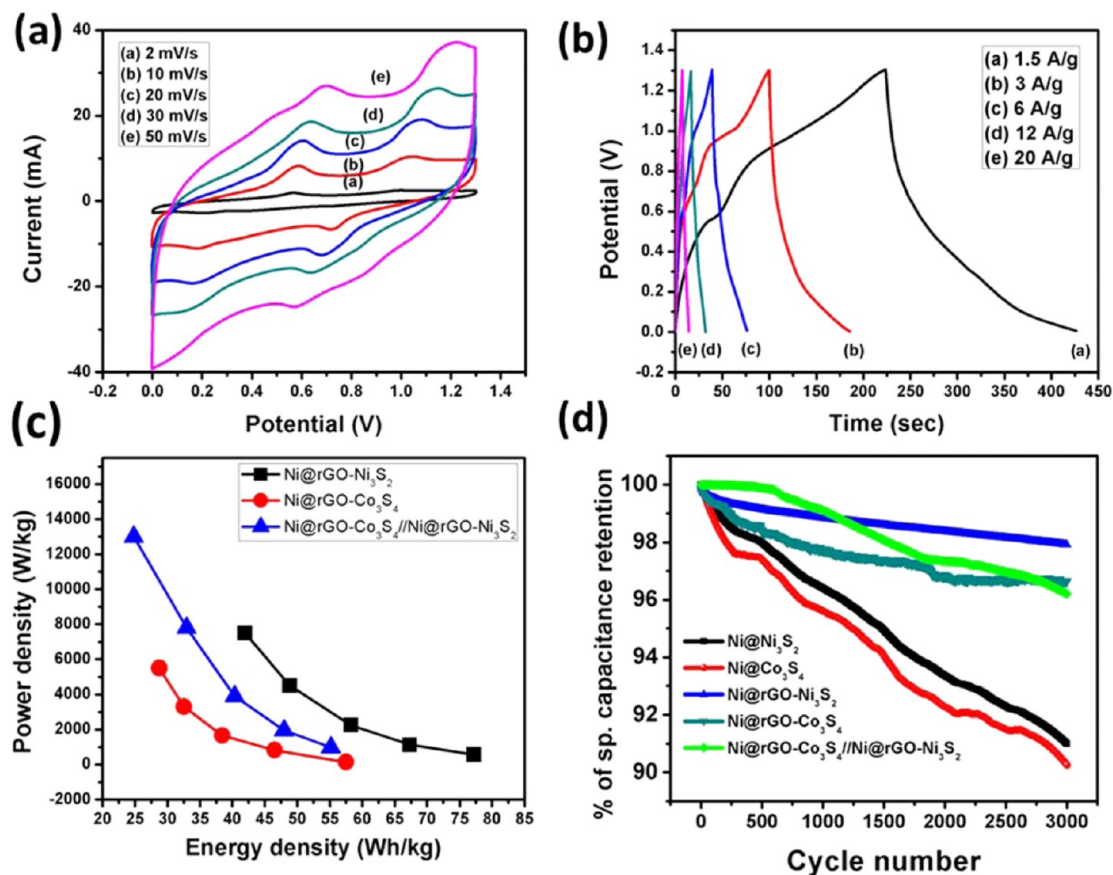 (a)
(a) 2 mV/s
(b) 10 mV/s
(c) 20 mV/s
(d) 30 mV/s
(e) 50 mV/s
(e)
(d)
(c)
(b)
(a)
40
20
0
-20
-40
Current (mA)
0.0 0.2 0.4 0.6 0.8 1.0 1.2 1.4
Potential (V)
(b)
(a) 1.5 A/g
(b) 3 A/g
(c) 6 A/g
(d) 12 A/g
(e) 20 A/g
1.4
1.2
1.0
0.8
0.6
0.4
0.2
0.0
-0.2
Potential (V)
(e) (d) (c) (b) (a)
0 50 100 150 200 250 300 350 400 450
Time (sec)
(c)
Ni@rGO-Ni₃S₂
Ni@rGO-Co₃S₄
Ni@rGO-Co₃S₄//Ni@rGO-Ni₃S₂
16000
14000
12000
10000
8000
6000
4000
2000
0
-2000
Power density (W/kg)
20 25 30 35 40 45 50 55 60 65 70 75 80 85
Energy density (Wh/kg)
(d)
100
98
96
94
92
90
% of sp. capacitance retention
Ni@Ni₃S₂
Ni@Co₃S₄
Ni@rGO-Ni₃S₂
Ni@rGO-Co₃S₄
Ni@rGO-Co₃S₄//Ni@rGO-Ni₃S₂
0 500 1000 1500 2000 2500 3000
Cycle number